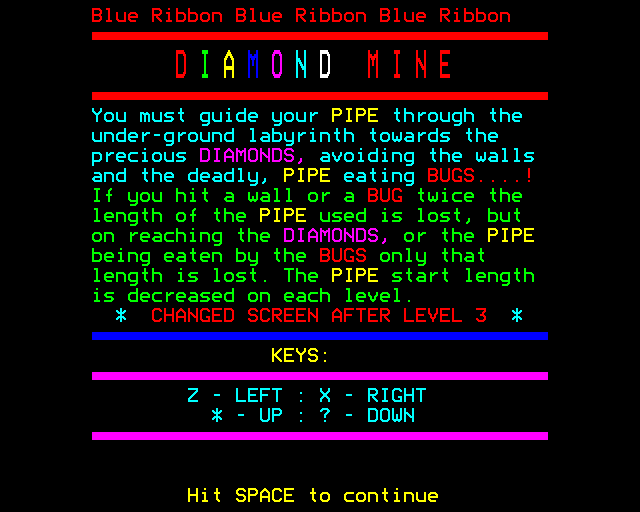 Blue Ribbon Blue Ribbon Blue Ribbon
DIAMOND MINE
You must guide your PIPE through the
under-ground labyrinth towards the
precious DIAMONDS, avoiding the walls
and the deadly, PIPE eating BUGS....!
If you hit a wall or a BUG twice the
length of the PIPE used is lost, but
on reaching the DIAMONDS, or the PIPE
being eaten by the BUGS only that
length is lost. The PIPE start length
is decreased on each level.
* CHANGED SCREEN AFTER LEVEL 3 *
KEYS:
Z - LEFT : X - RIGHT
* - UP : ? - DOWN
Hit SPACE to continue